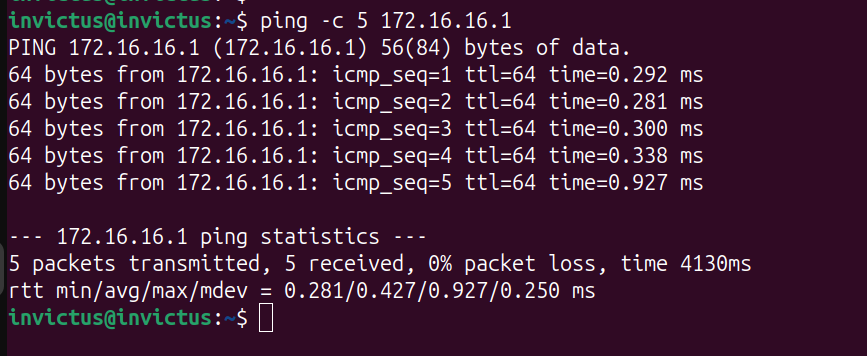 invictus@invictus:~$ ping -c 5 172.16.16.1
PING 172.16.16.1 (172.16.16.1) 56(84) bytes of data.
64 bytes from 172.16.16.1: icmp_seq=1 ttl=64 time=0.292 ms
64 bytes from 172.16.16.1: icmp_seq=2 ttl=64 time=0.281 ms
64 bytes from 172.16.16.1: icmp_seq=3 ttl=64 time=0.300 ms
64 bytes from 172.16.16.1: icmp_seq=4 ttl=64 time=0.338 ms
64 bytes from 172.16.16.1: icmp_seq=5 ttl=64 time=0.927 ms

--- 172.16.16.1 ping statistics ---
5 packets transmitted, 5 received, 0% packet loss, time 4130ms
rtt min/avg/max/mdev = 0.281/0.427/0.927/0.250 ms
invictus@invictus:~$